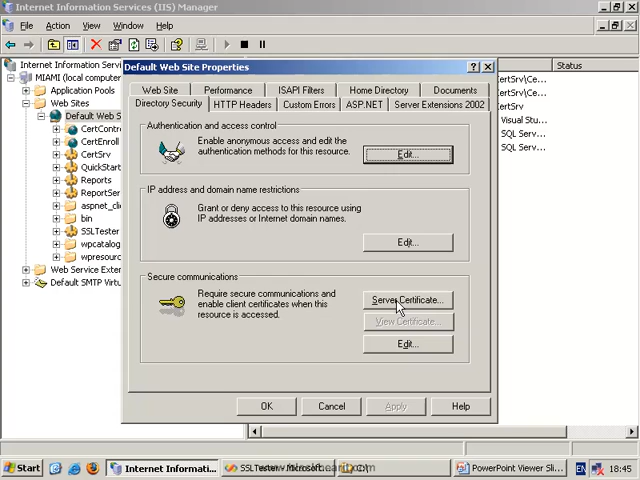 Internet Information Services (IIS) Manager
File Action View Window Help
Internet Information Service
MIAMI (local computer
Application Pools
Web Sites
Default Web S
CertContro
CertEnroll
CertSrv
QuickStart
Reports
ReportSer
aspnet_clie
bin
SSLTester
wpcatalog
wpresourc
Web Service Exten
Default SMTP Virtu
Status
ertSrv\Ce...
ertSrv\Ce...
ertSrv
Visual Stu...
SQL Serv...
SQL Serv...
Default Web Site Properties
Web Site Performance ISAPI Filters Home Directory Documents
Directory Security HTTP Headers Custom Errors ASP.NET Server Extensions 2002
Authentication and access control
Enable anonymous access and edit the
authentication methods for this resource.
Edit...
IP address and domain name restrictions
Grant or deny access to this resource using
IP addresses or Internet domain names.
Edit...
Secure communications
Require secure communications and
enable client certificates when this
resource is accessed.
Server Certificate...
View Certificate...
Edit...
OK Cancel Apply Help
Start Internet Informati... SSLTester - Microsoft... C:\ PowerPoint Viewer Sli... EN 18:45